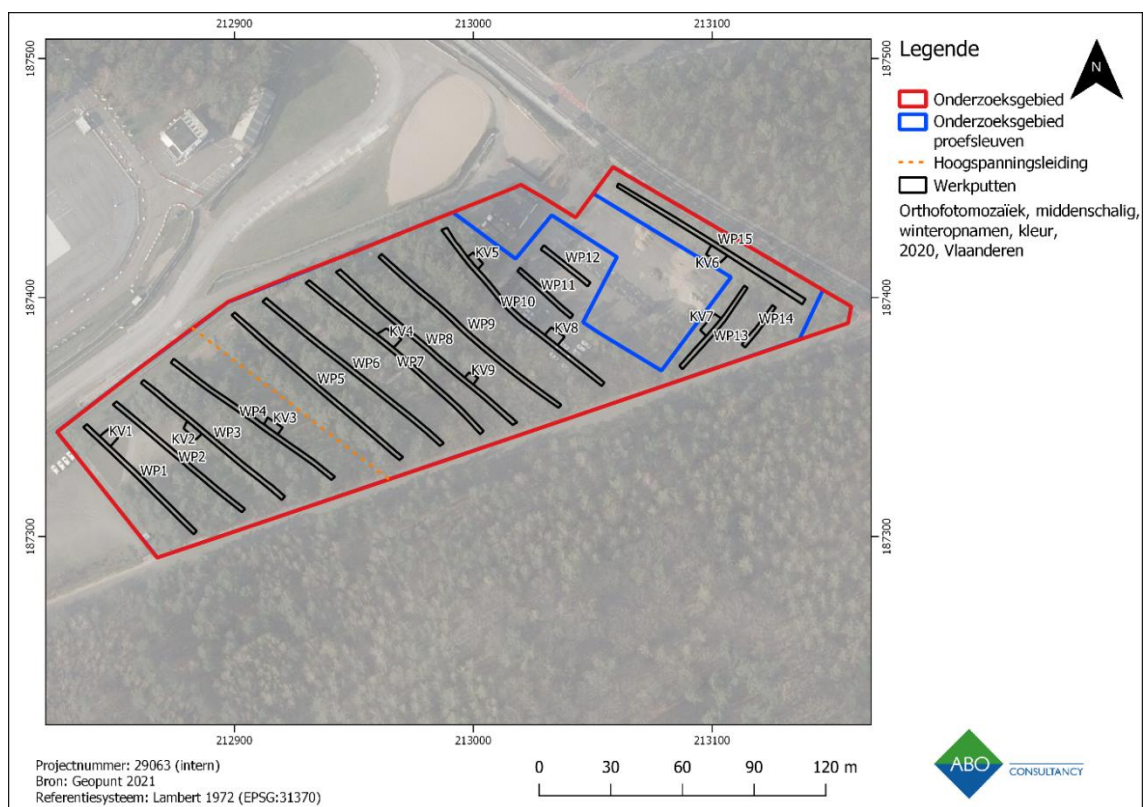 212900
213000
213100
187500
187500
187400
187400
187300
187300
212900
213000
213100
Legende
N
Onderzoeksgebied
Onderzoeksgebied
proefsleuven
Hoogspanningsleiding
Werkputten
Orthofotomozaïek, middenschalig,
winteropnamen, kleur,
2020, Vlaanderen
WP15
KV6
KV5
WP12
WP11
WP10
KV8
KV7
WP13
WP14
WP9
WP8
KV4
WP7
KV9
WP6
WP5
WP4
KV3
KV2
WP3
KV1
WP2
WP1
Projectnummer: 29063 (intern)
Bron: Geopunt 2021
Referentiesysteem: Lambert 1972 (EPSG:31370)
0 30 60 90 120 m
ABO
CONSULTANCY